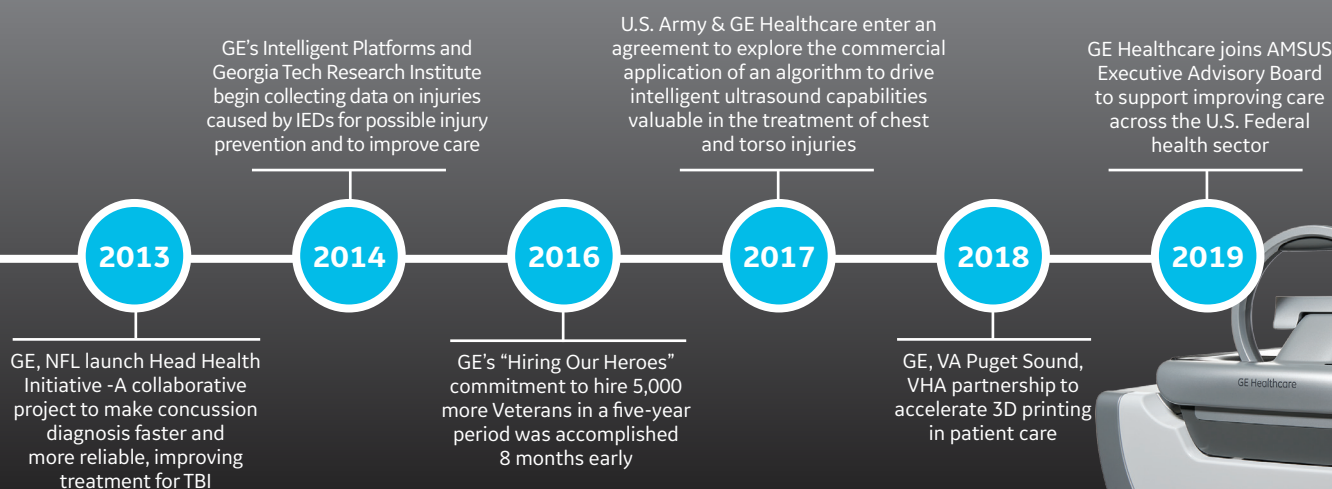 2013
GE, NFL launch Head Health
Initiative -A collaborative
project to make concussion
diagnosis faster and
more reliable, improving
treatment for TBI
GE's Intelligent Platforms and
Georgia Tech Research Institute
begin collecting data on injuries
caused by IEDs for possible injury
prevention and to improve care
2014
2016
GE's “Hiring Our Heroes”
commitment to hire 5,000
more Veterans in a five-year
period was accomplished
8 months early
U.S. Army & GE Healthcare enter an
agreement to explore the commercial
application of an algorithm to drive
intelligent ultrasound capabilities
valuable in the treatment of chest
and torso injuries
2017
2018
GE, VA Puget Sound,
VHA partnership to
accelerate 3D printing
in patient care
GE Healthcare joins AMSUS
Executive Advisory Board
to support improving care
across the U.S. Federal
health sector
2019
GE Healthcare